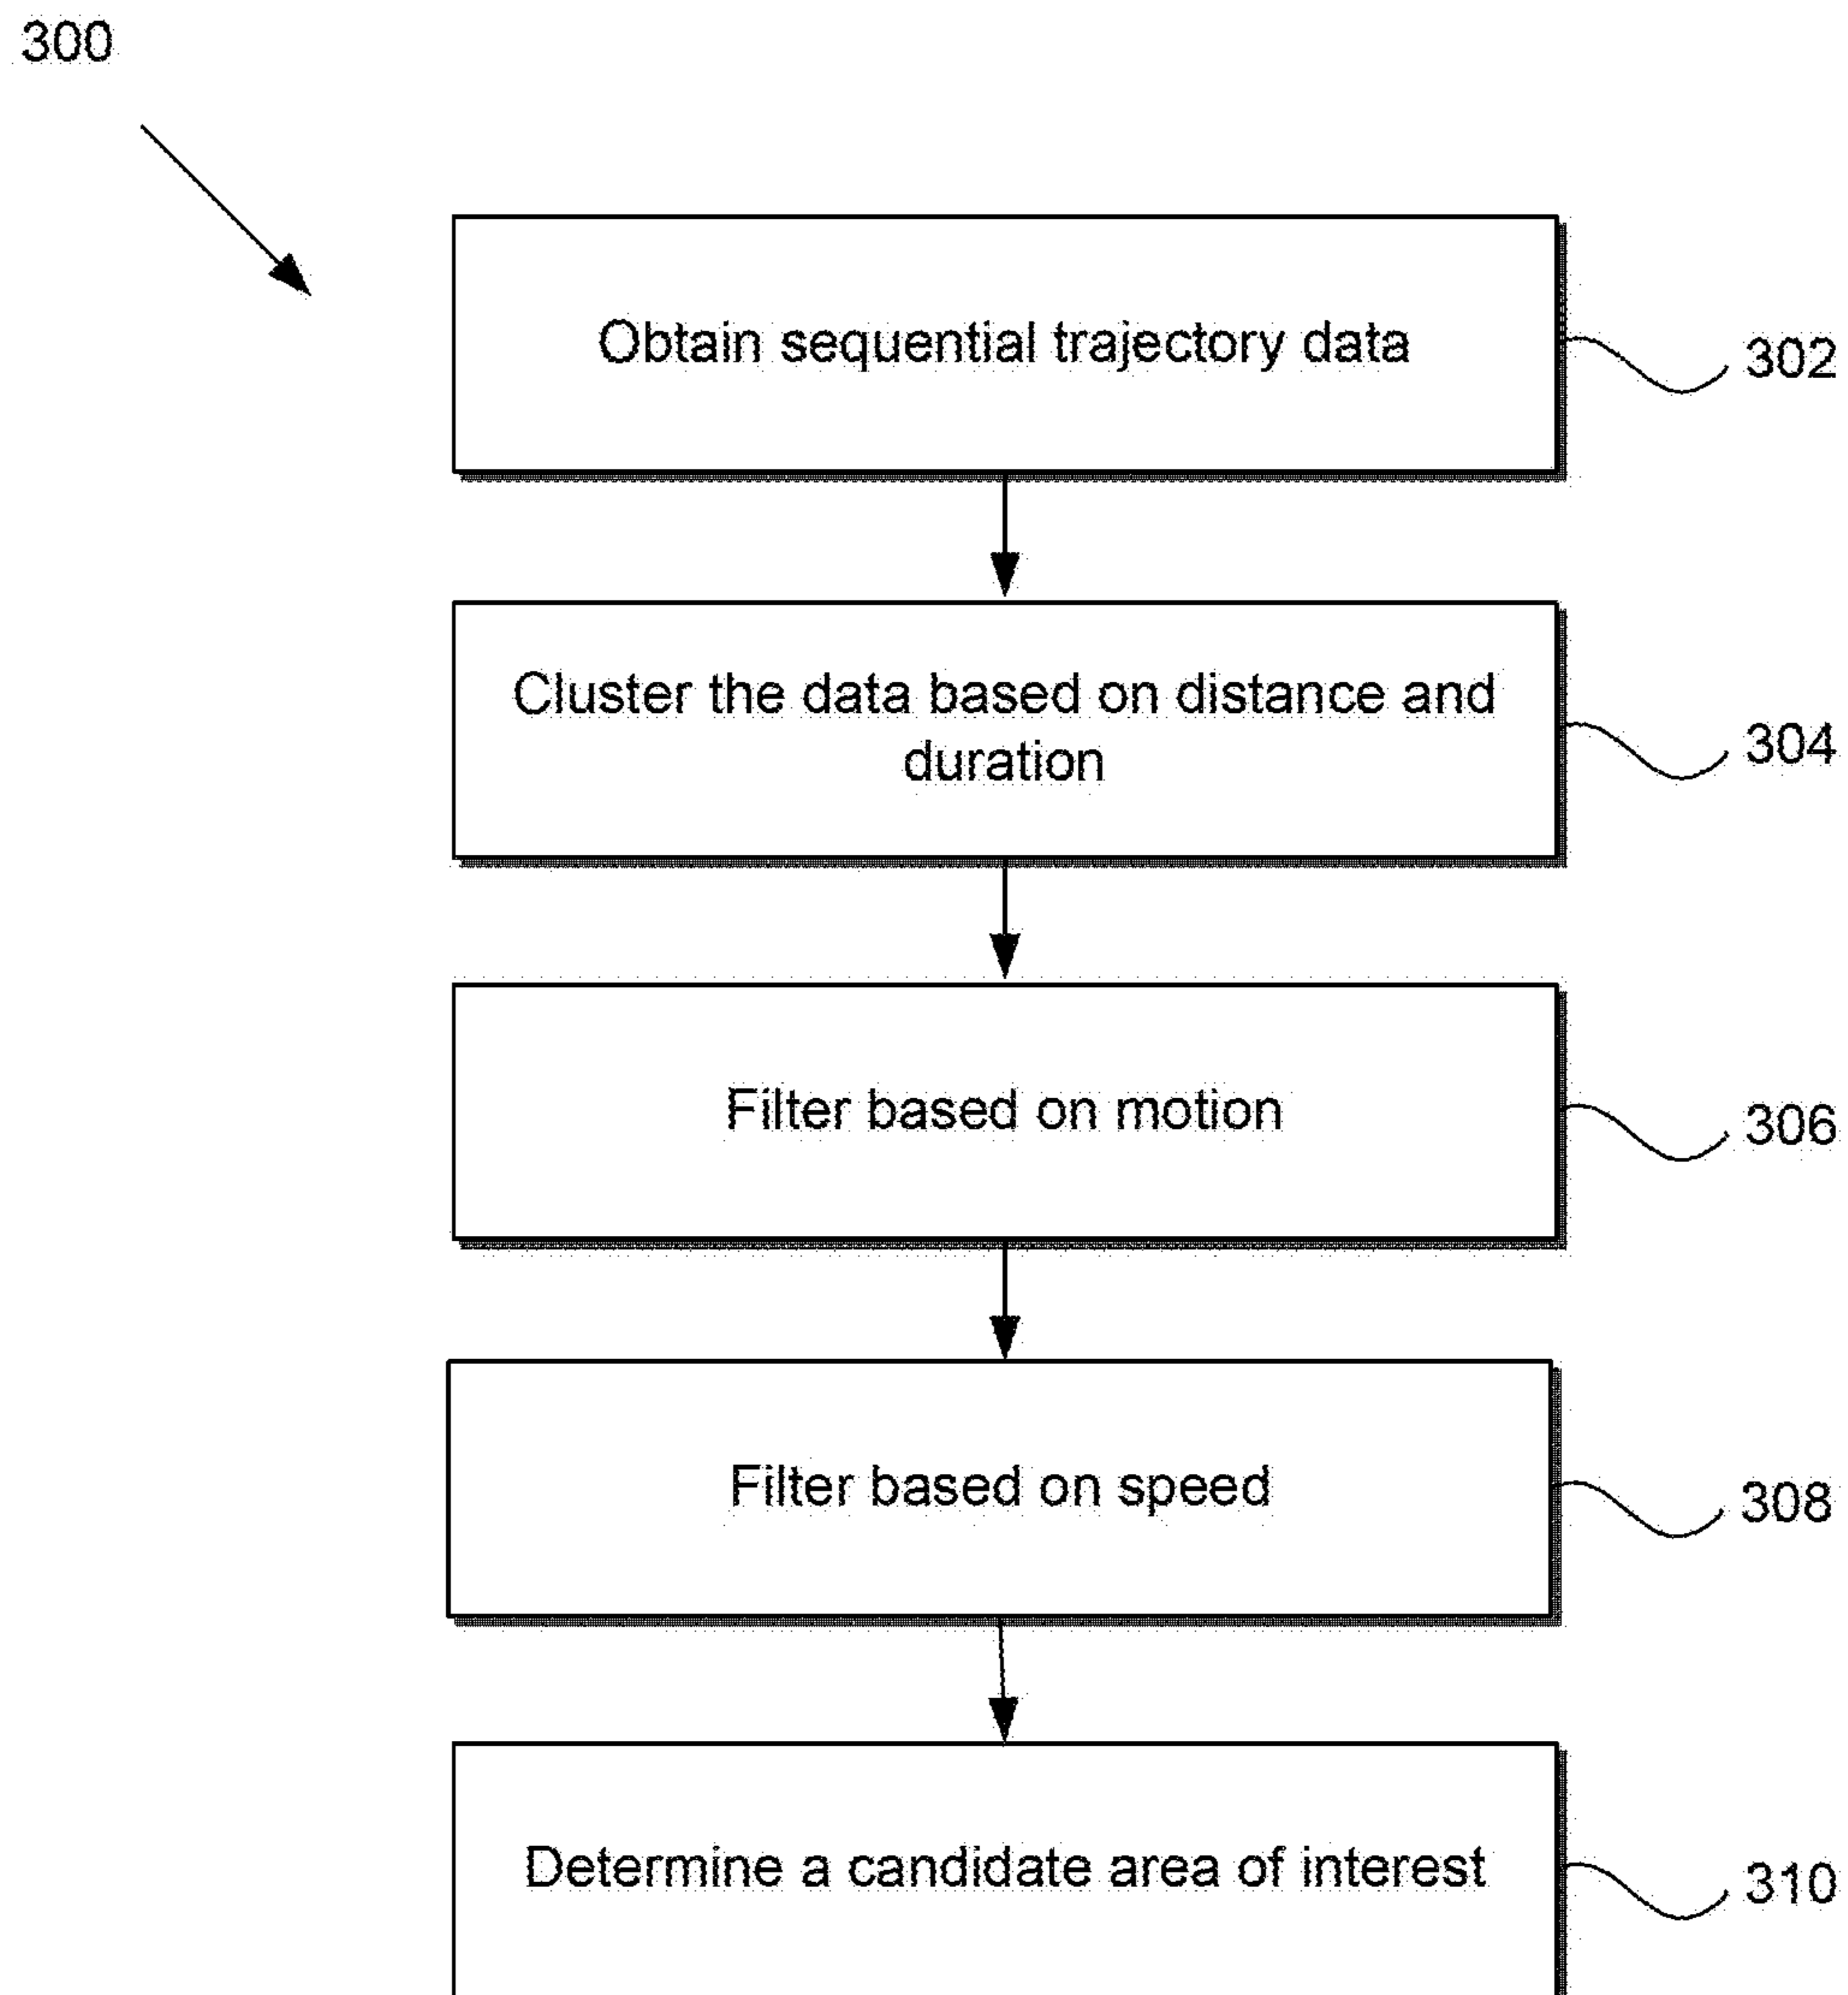 300
Obtain sequential trajectory data
302
Cluster the data based on distance and
duration
304
Filter based on motion
306
Filter based on speed
308
Determine a candidate area of interest
310